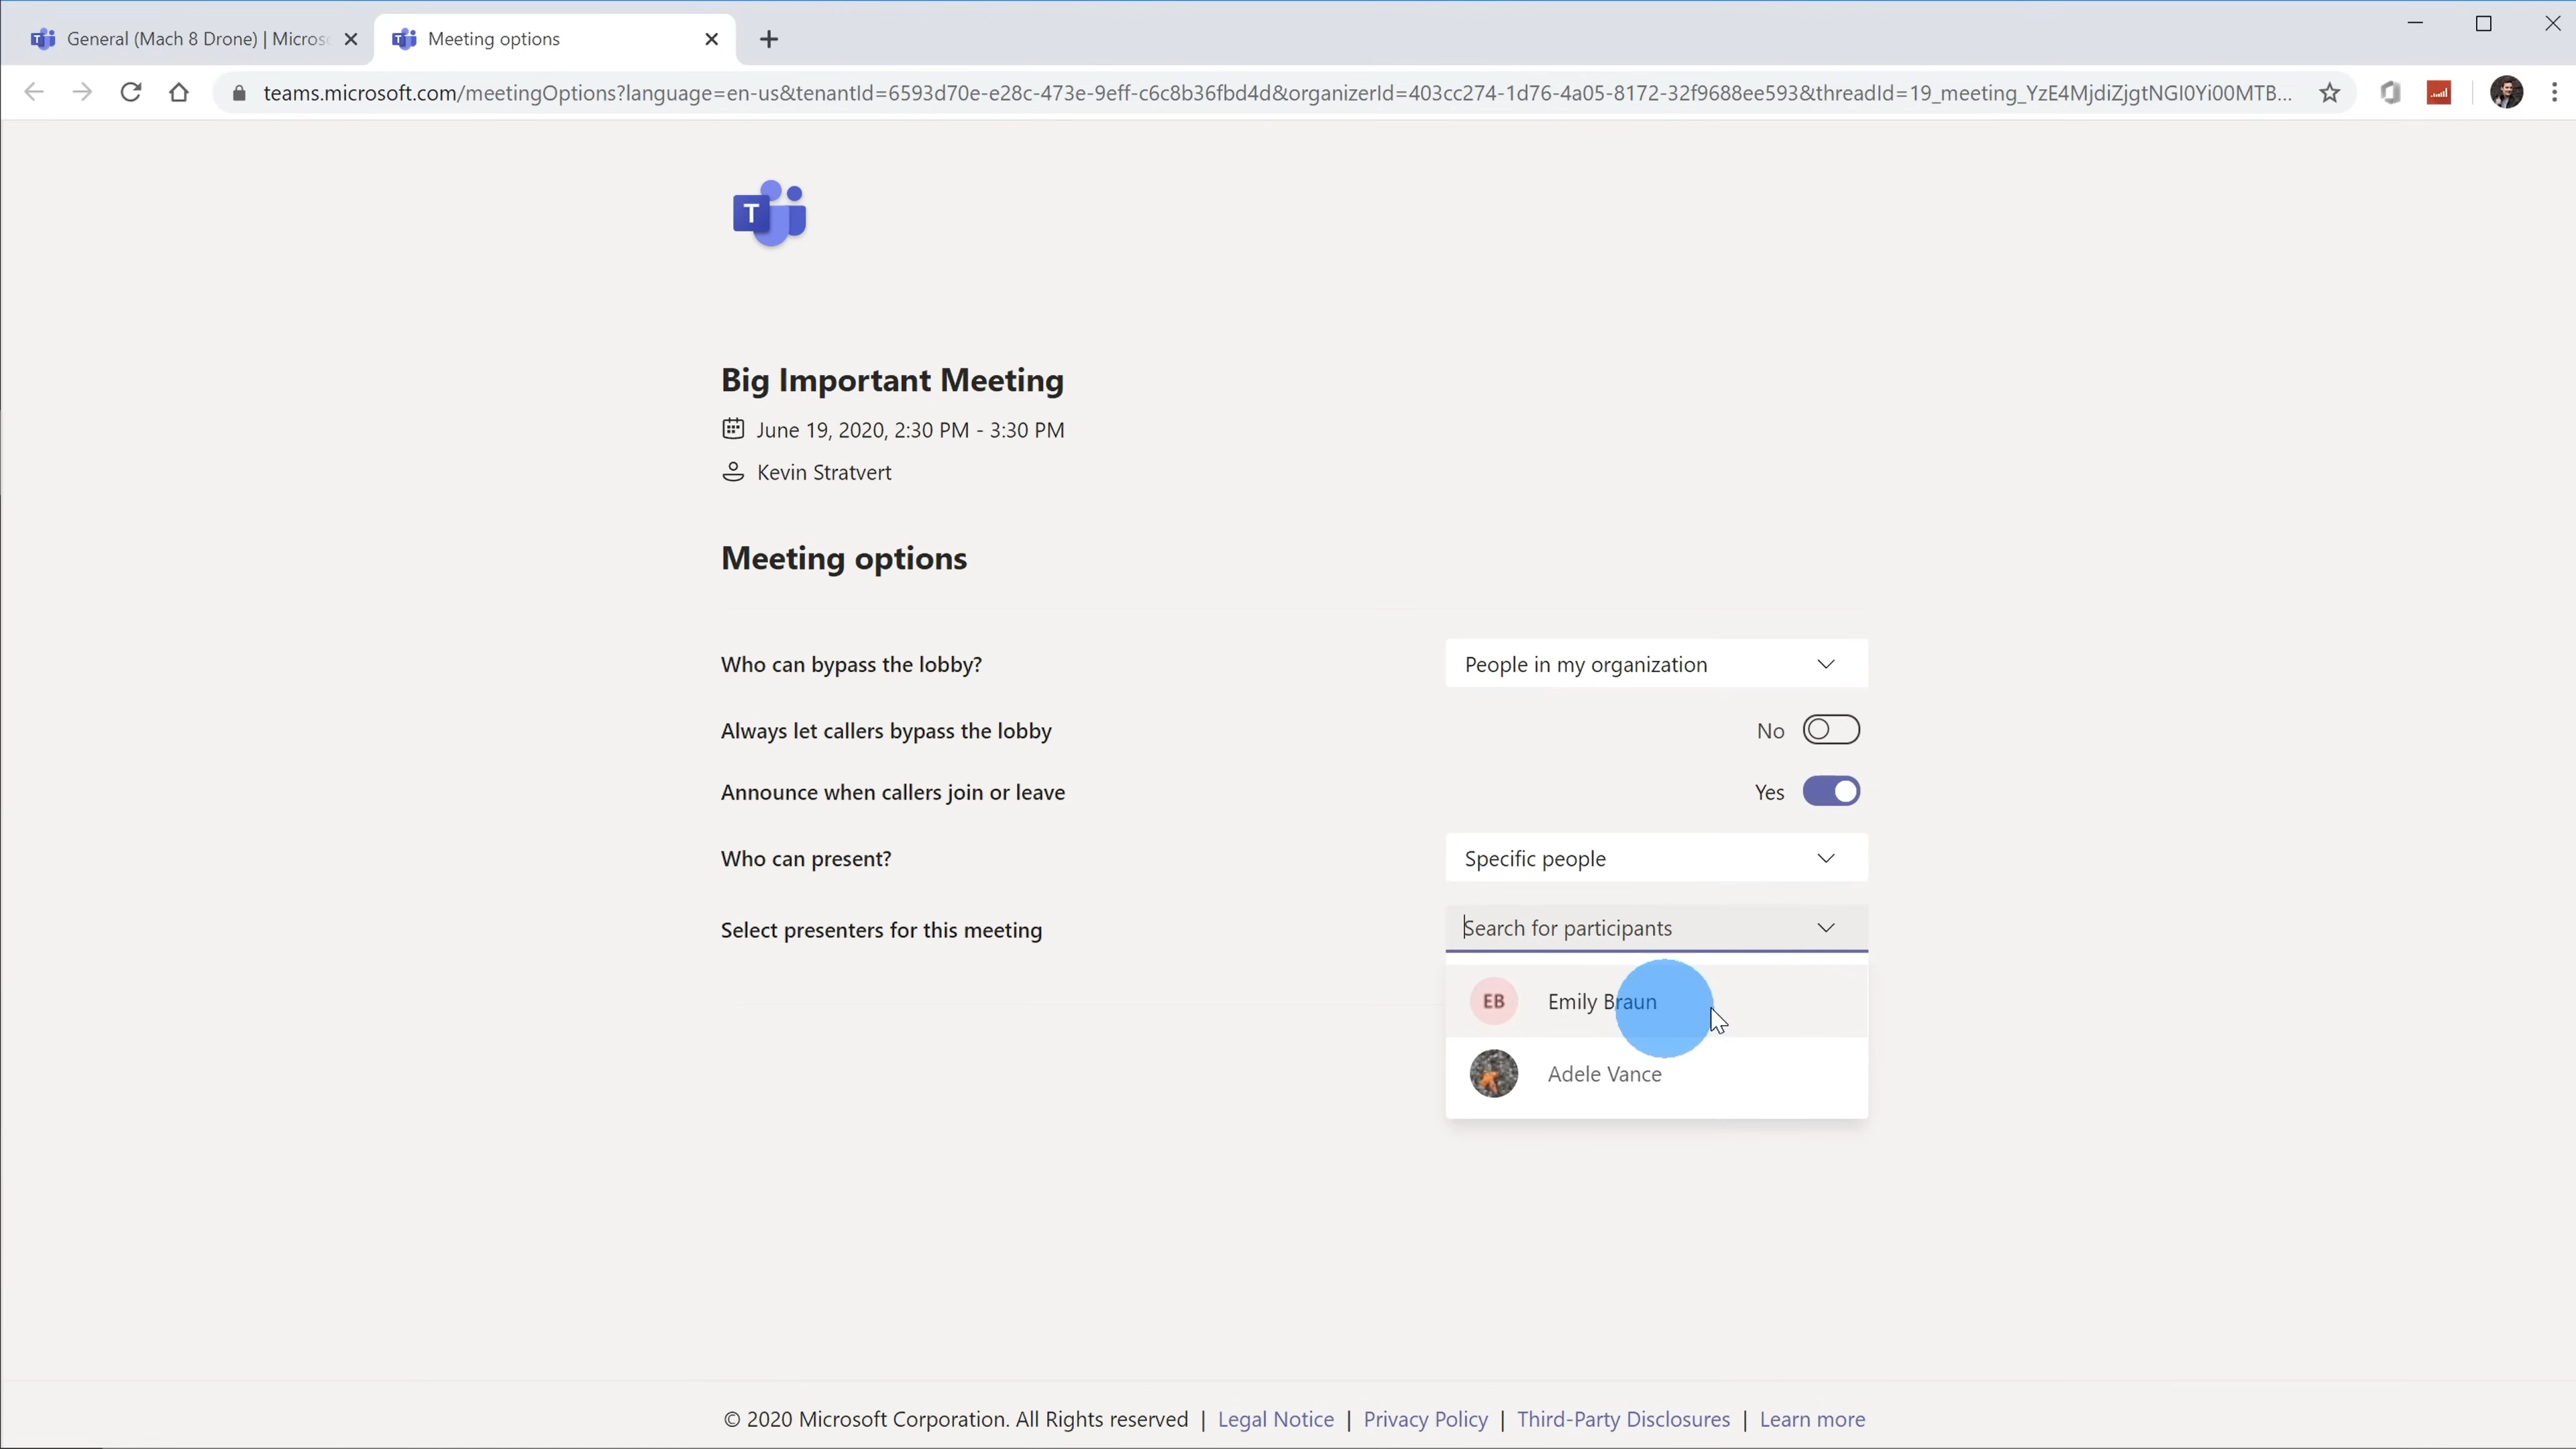 General (Mach 8 Drone) | Micros
Meeting options
teams.microsoft.com/meetingOptions?language=en-us&tenantId=6593d70e-e28c-473e-9eff-c6c8b36fbd4d&organizerId=403cc274-1d76-4a05-8172-32f9688ee593&threadId=19_meeting_YzE4MjdiZjgtNGI0Yi00MTB...
T
Big Important Meeting
June 19, 2020, 2:30 PM - 3:30 PM
Kevin Stratvert
Meeting options
Who can bypass the lobby? People in my organization
Always let callers bypass the lobby No
Announce when callers join or leave Yes
Who can present? Specific people
Select presenters for this meeting Search for participants
EB Emily Braun
Adele Vance
© 2020 Microsoft Corporation. All Rights reserved | Legal Notice | Privacy Policy | Third-Party Disclosures | Learn more